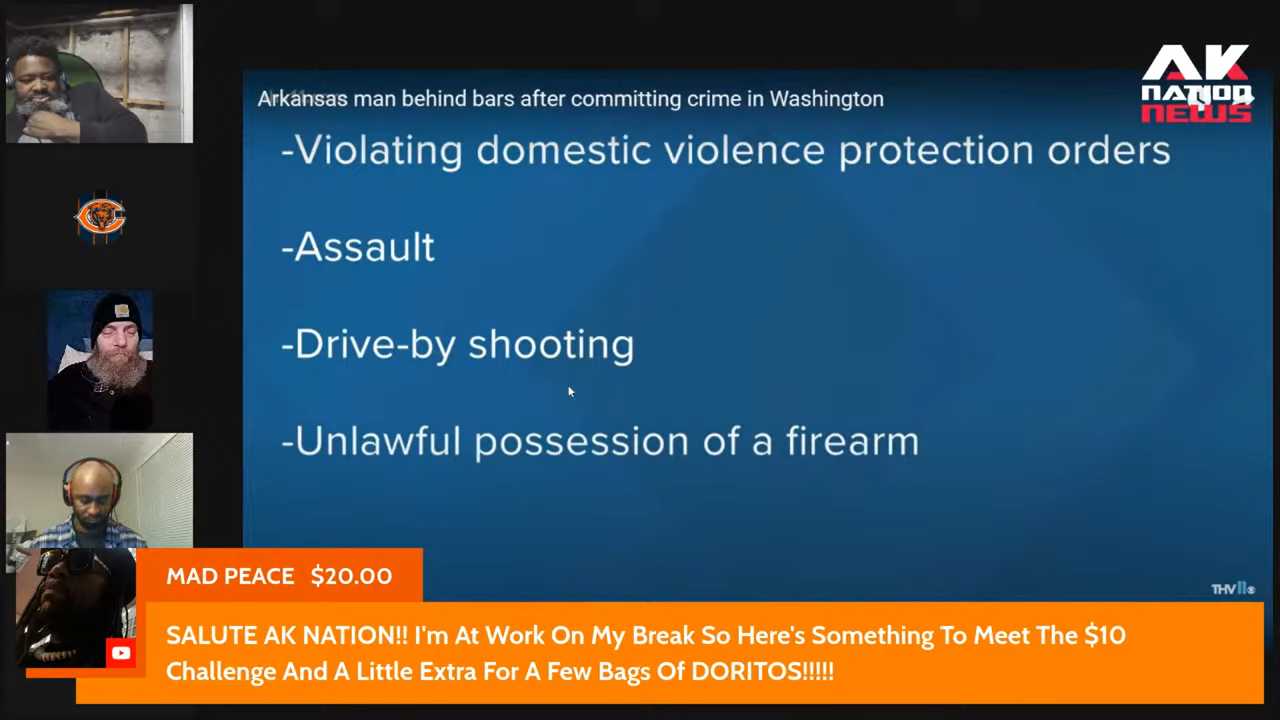 Arkansas man behind bars after committing crime in Washington
AK
NATION
NEWS
-Violating domestic violence protection orders
-Assault
-Drive-by shooting
-Unlawful possession of a firearm
THV11
MAD PEACE $20.00
SALUTE AK NATION!! I'm At Work On My Break So Here's Something To Meet The $10
Challenge And A Little Extra For A Few Bags Of DORITOS!!!!!